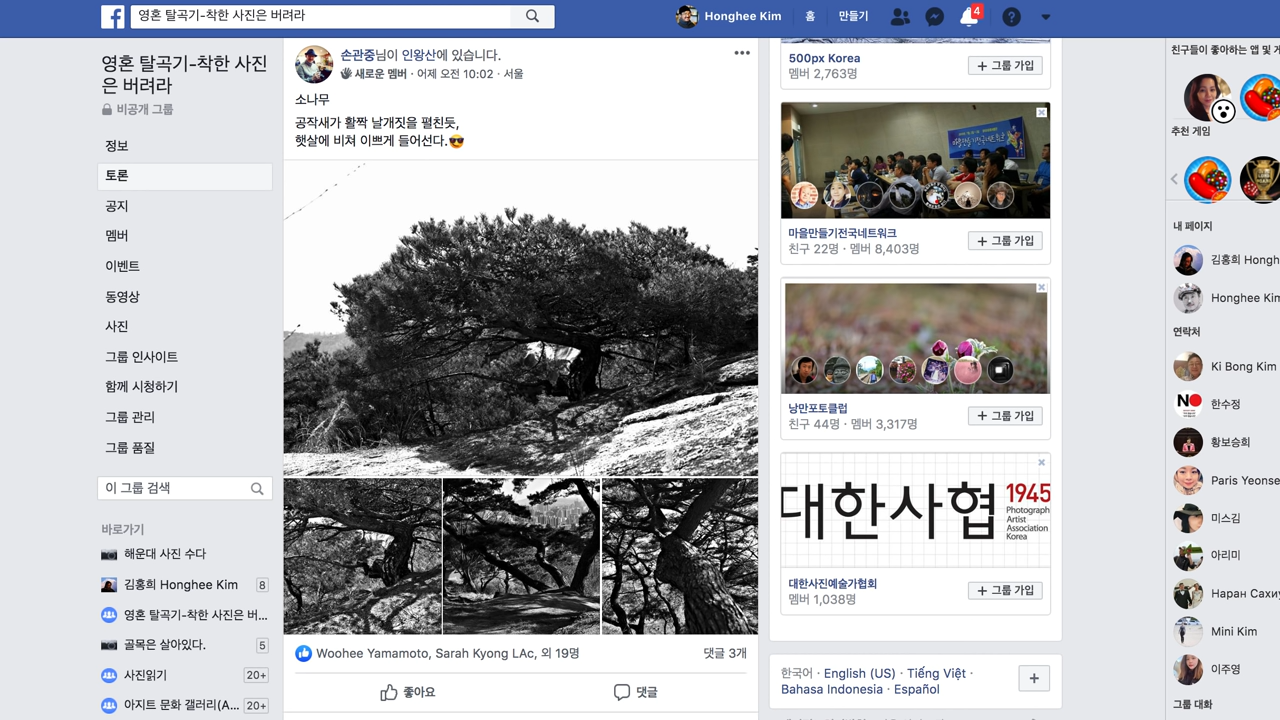 영혼 탈곡기-착한 사진은 버려라
Honghee Kim
홈
만들기
4
영혼 탈곡기-착한 사진
은 버려라
비공개 그룹
정보
토론
공지
멤버
이벤트
동영상
사진
그룹 인사이트
함께 시청하기
그룹 관리
그룹 품질
이 그룹 검색
바로가기
해운대 사진 수다
김홍희 Honghee Kim 8
영혼 탈곡기-착한 사진은 버...
골목은 살아있다. 5
사진읽기 20+
아지트 문화 갤러리(A... 20+
손관중님이 인왕산에 있습니다.
새로운 멤버 · 어제 오전 10:02 · 서울
소나무
공작새가 활짝 날개짓을 펼친듯,
햇살에 비쳐 이쁘게 들어선다.😎
Woohee Yamamoto, Sarah Kyong LAc, 외 19명
댓글 3개
좋아요
댓글
500px Korea
멤버 2,763명
+ 그룹 가입
마을만들기전국네트워크
친구 22명 · 멤버 8,403명
+ 그룹 가입
낭만포토클럽
친구 44명 · 멤버 3,317명
+ 그룹 가입
대한사협
1945
Photograph
Artist
Association
Korea
대한사진예술가협회
멤버 1,038명
+ 그룹 가입
한국어 · English (US) · Tiếng Việt ·
Bahasa Indonesia · Español
+
친구들이 좋아하는 앱 및 게
추천 게임
내 페이지
김홍희 Hongh
Honghee Kim
연락처
Ki Bong Kim
NO
한수정
황보승희
Paris Yeonse
미스김
아리미
Наран Сахиу
Mini Kim
이주영
그룹 대화